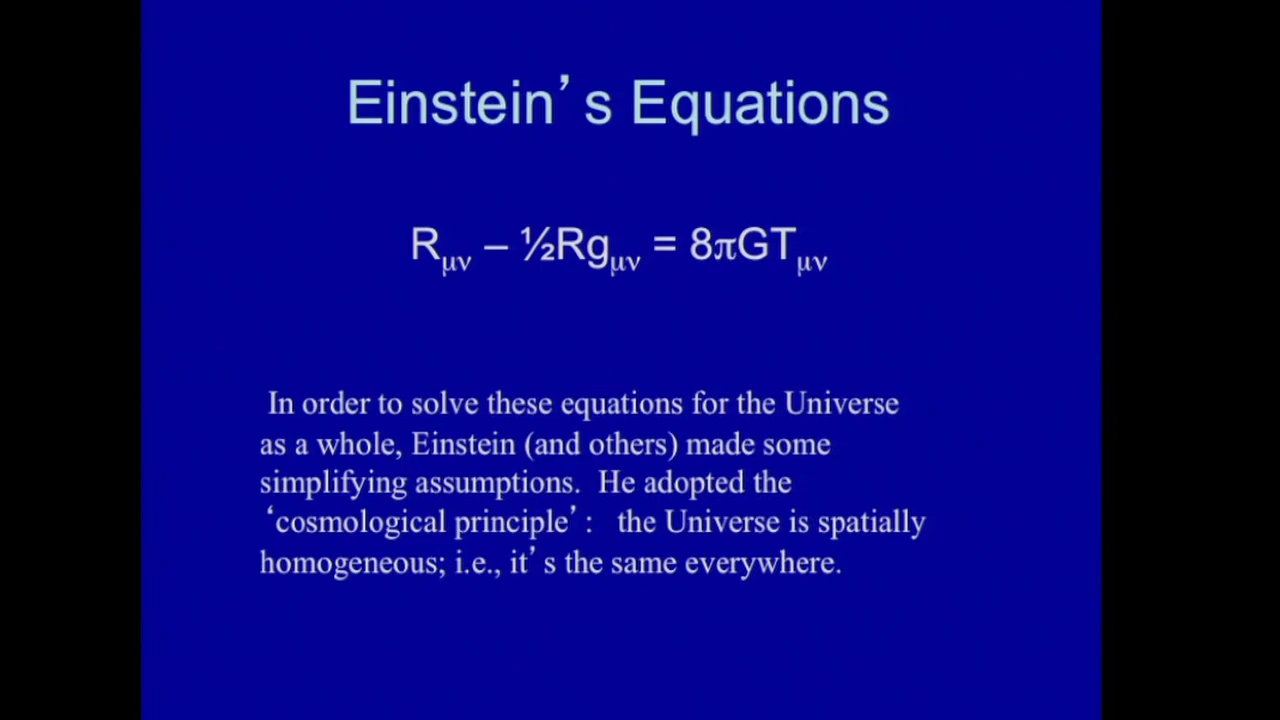 Einstein’s Equations
Rμν – ½Rgμν = 8πGTμν
In order to solve these equations for the Universe
as a whole, Einstein (and others) made some
simplifying assumptions.  He adopted the
‘cosmological principle’:  the Universe is spatially
homogeneous; i.e., it’s the same everywhere.